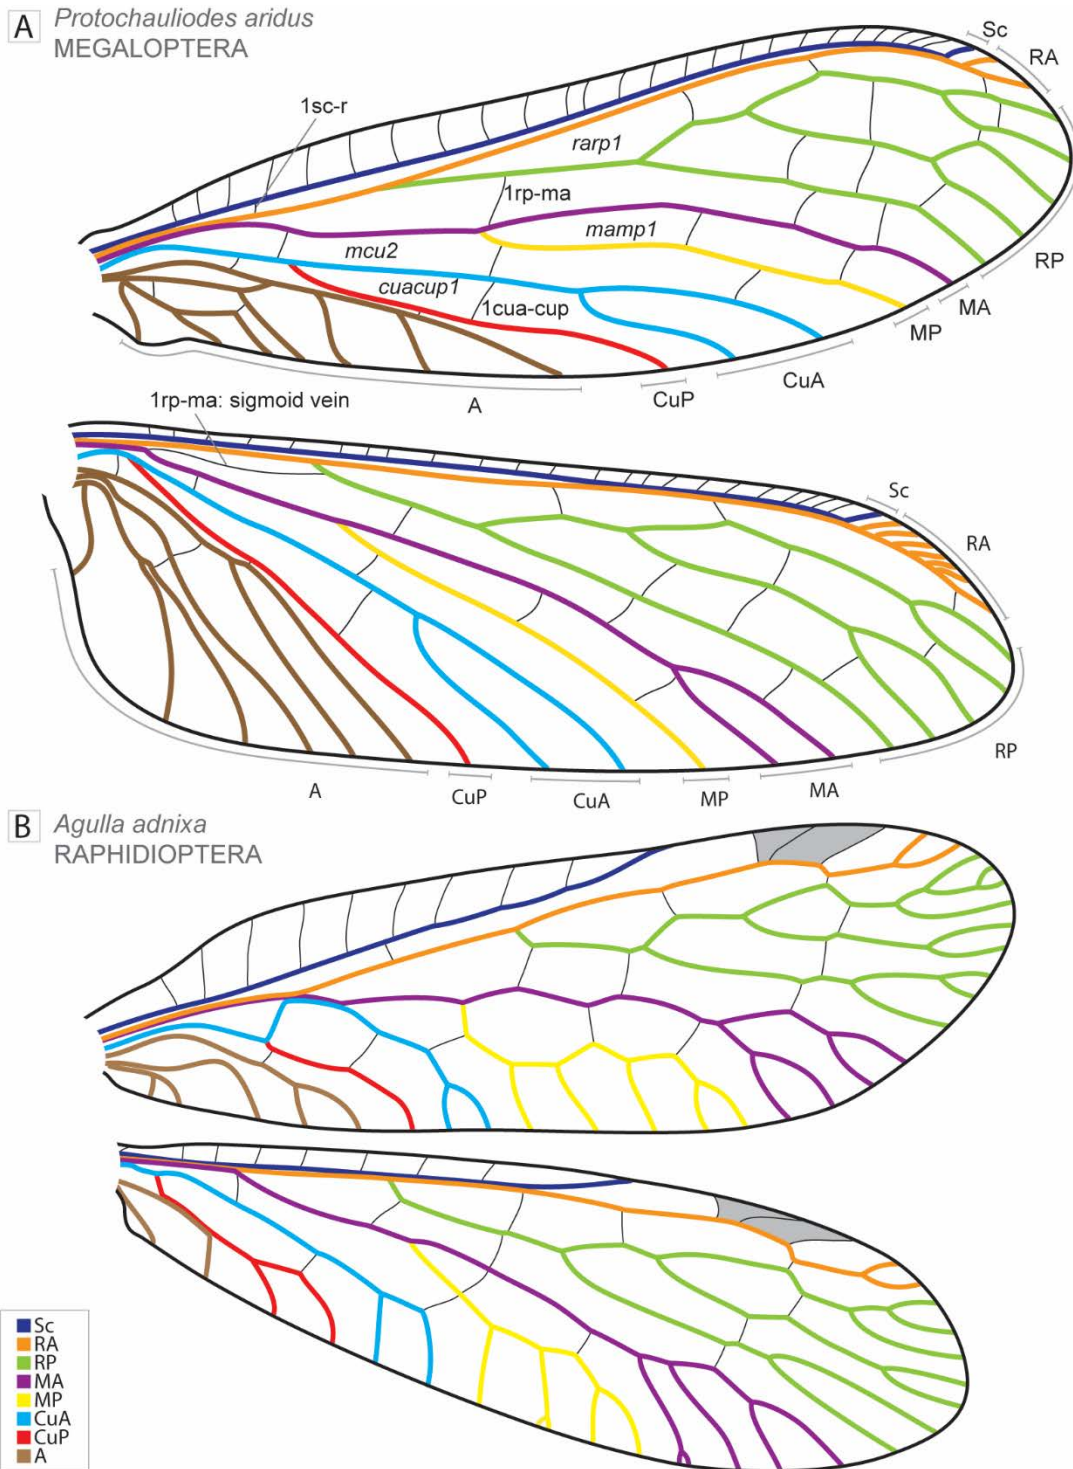 A Protochauliodes aridus
MEGALOPTERA
Sc
RA
1sc-r
rarp1
1rp-ma
mamp1
mcu2
cuacup1
1cua-cup
RP
MA
MP
CuA
CuP
A
1rp-ma: sigmoid vein
Sc
RA
RP
A
CuP
CuA
MP
MA
B Agulla adnixa
RAPHIDIOPTERA
Sc
RA
RP
MA
MP
CuA
CuP
A